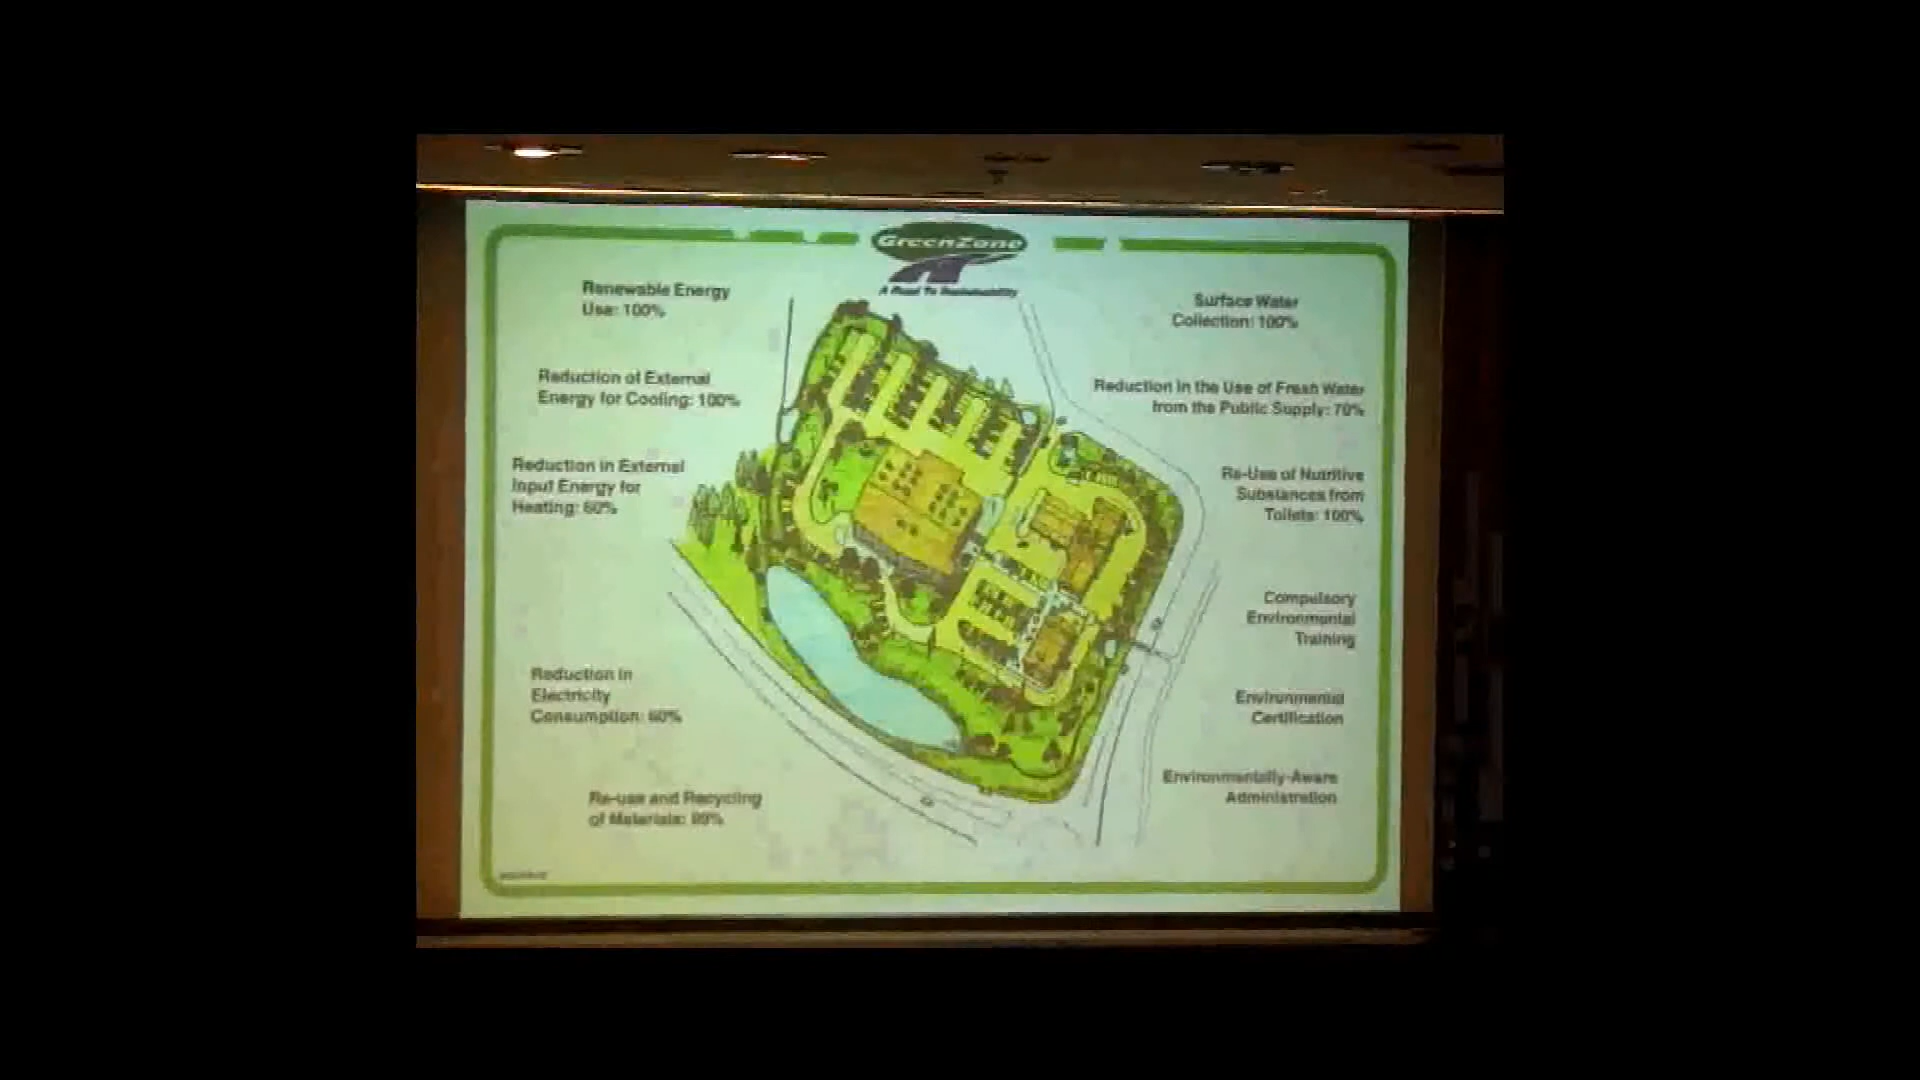 GreenZone
A Road To Sustainability
Renewable Energy
Use: 100%
Reduction of External
Energy for Cooling: 100%
Reduction in External
Input Energy for
Heating: 60%
Reduction in
Electricity
Consumption: 60%
Re-use and Recycling
of Materials:
Surface Water
Collection: 100%
Reduction in the Use of Fresh Water
from the Public Supply: 70%
Re-Use of Nutritive
Substances from
Toilets: 100%
Compulsory
Environmental
Training
Environmental
Certification
Environmentally-Aware
Administration